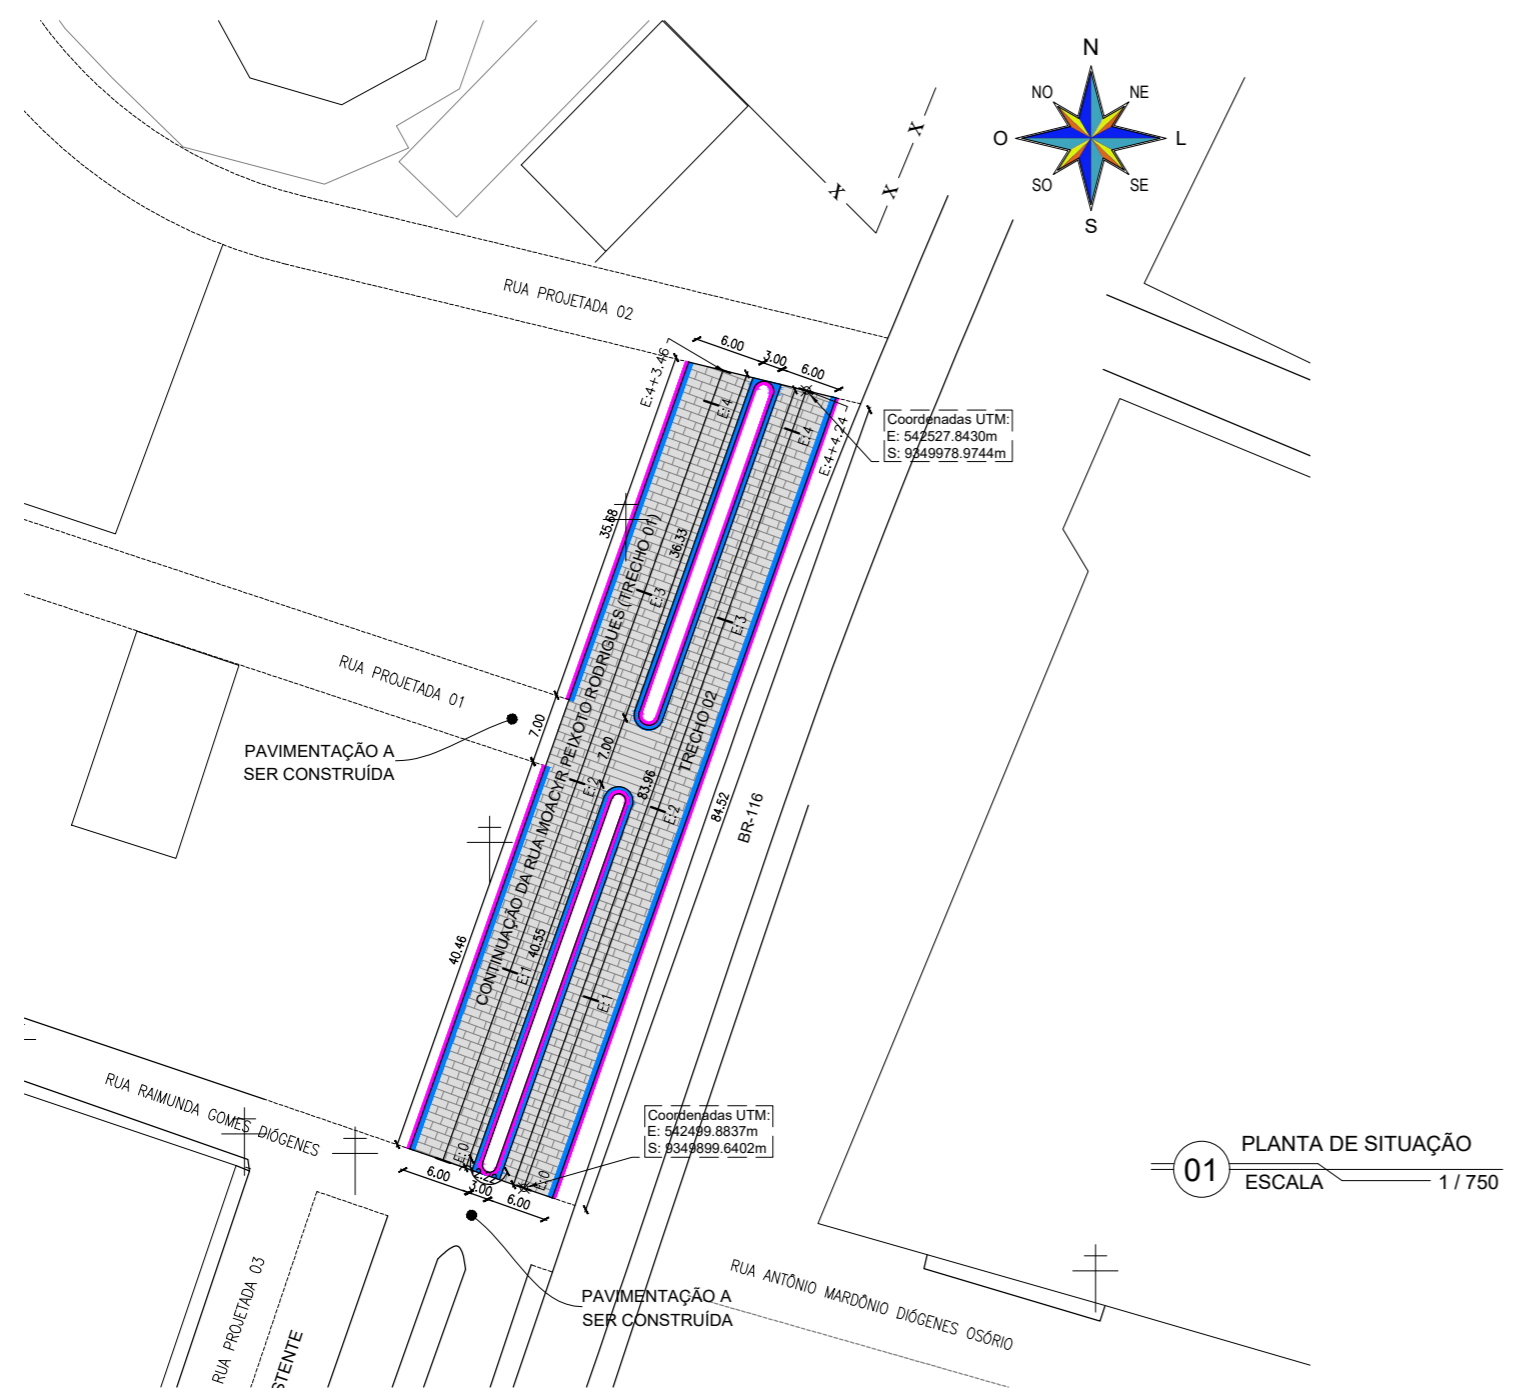 N
NO
NE
O
L
SO
SE
S
X
X
X
RUA PROJETADA 02
6.00
3.00
6.00
E:4+3.46
E:4
E:4
E:4+4.24
Coordenadas UTM:
E: 542527.8430m
S: 9349978.9744m
35.68
36.33
E:3
E:3
CONTINUAÇÃO DA RUA MOACYR PEIXOTO RODRIGUES (TRECHO 01)
TRECHO 02
RUA PROJETADA 01
7.00
7.00
PAVIMENTAÇÃO A
SER CONSTRUÍDA
E:2
E:2
83.96
84.52
BR-116
40.46
40.55
E:1
E:1
RUA RAIMUNDA GOMES DIÓGENES
Coordenadas UTM:
E: 542499.8837m
S: 9349899.6402m
E:0
E:0
2.22
6.00
3.00
6.00
01
PLANTA DE SITUAÇÃO
ESCALA
1 / 750
RUA PROJETADA 03
STENTE
PAVIMENTAÇÃO A
SER CONSTRUÍDA
RUA ANTÔNIO MARDÔNIO DIÓGENES OSÓRIO